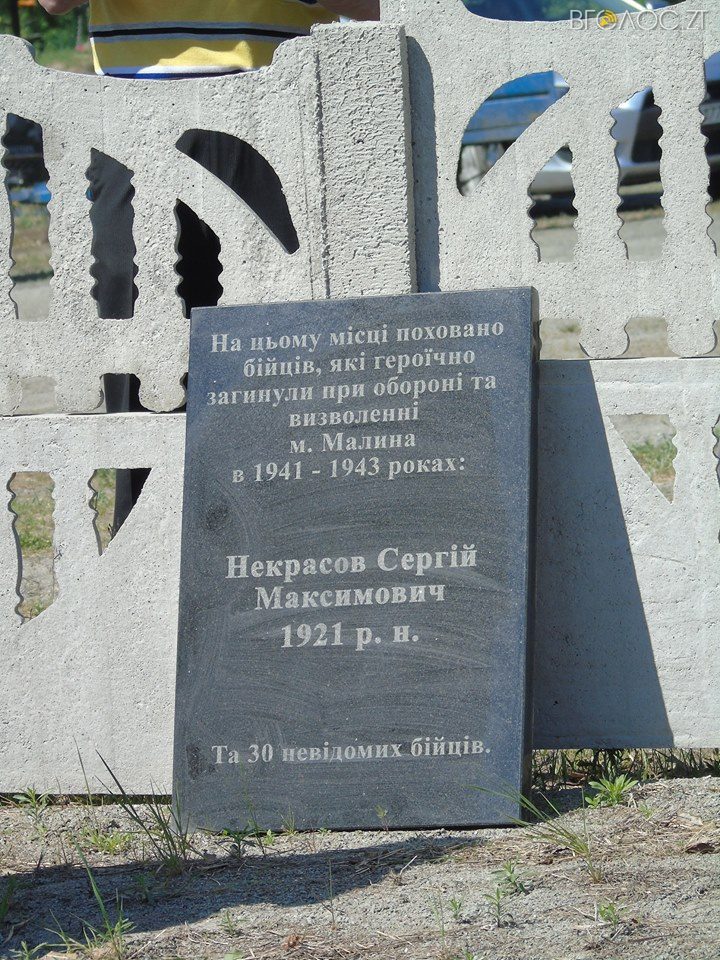 ВГОЛОС.ZT
На цьому місці поховано
бійців, які героїчно
загинули при обороні та
визволенні
м. Малина
в 1941 - 1943 роках:
Некрасов Сергій
Максимович
1921 р. н.
Та 30 невідомих бійців.